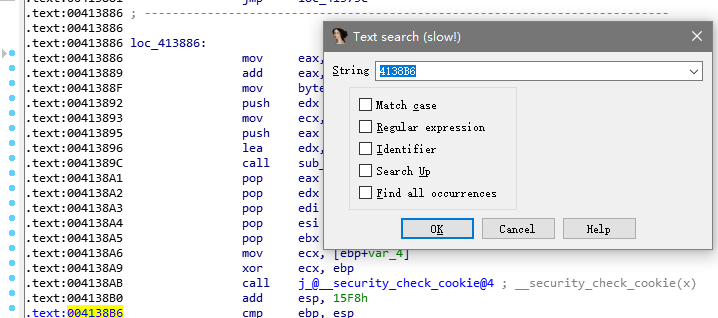 .text:00413881 jmp loc_41375C
.text:00413886 ; ---------------------------------------------------------------
.text:00413886
.text:00413886 loc_413886:
.text:00413886 mov eax,
.text:00413889 add eax,
.text:0041388F mov byte
.text:00413892 push edx
.text:00413893 mov ecx,
.text:00413895 push eax
.text:00413896 lea edx,
.text:0041389C call sub_
.text:004138A1 pop eax
.text:004138A2 pop edx
.text:004138A3 pop edi
.text:004138A4 pop esi
.text:004138A5 pop ebx
.text:004138A6 mov ecx, [ebp+var_4]
.text:004138A9 xor ecx, ebp
.text:004138AB call j_@__security_check_cookie@4 ; __security_check_cookie(x)
.text:004138B0 add esp, 15F8h
.text:004138B6 cmp ebp, esp
Text search (slow!)
String 4138B6
Match case
Regular expression
Identifier
Search Up
Find all occurrences
OK Cancel Help